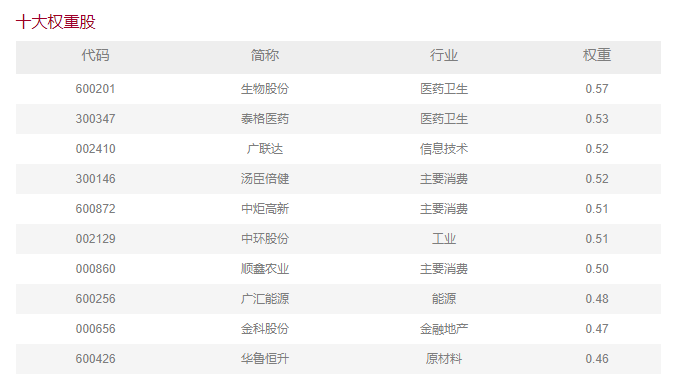 十大权重股
代码 简称 行业 权重
600201 生物股份 医药卫生 0.57
300347 泰格医药 医药卫生 0.53
002410 广联达 信息技术 0.52
300146 汤臣倍健 主要消费 0.52
600872 中炬高新 主要消费 0.51
002129 中环股份 工业 0.51
000860 顺鑫农业 主要消费 0.50
600256 广汇能源 能源 0.48
000656 金科股份 金融地产 0.47
600426 华鲁恒升 原材料 0.46